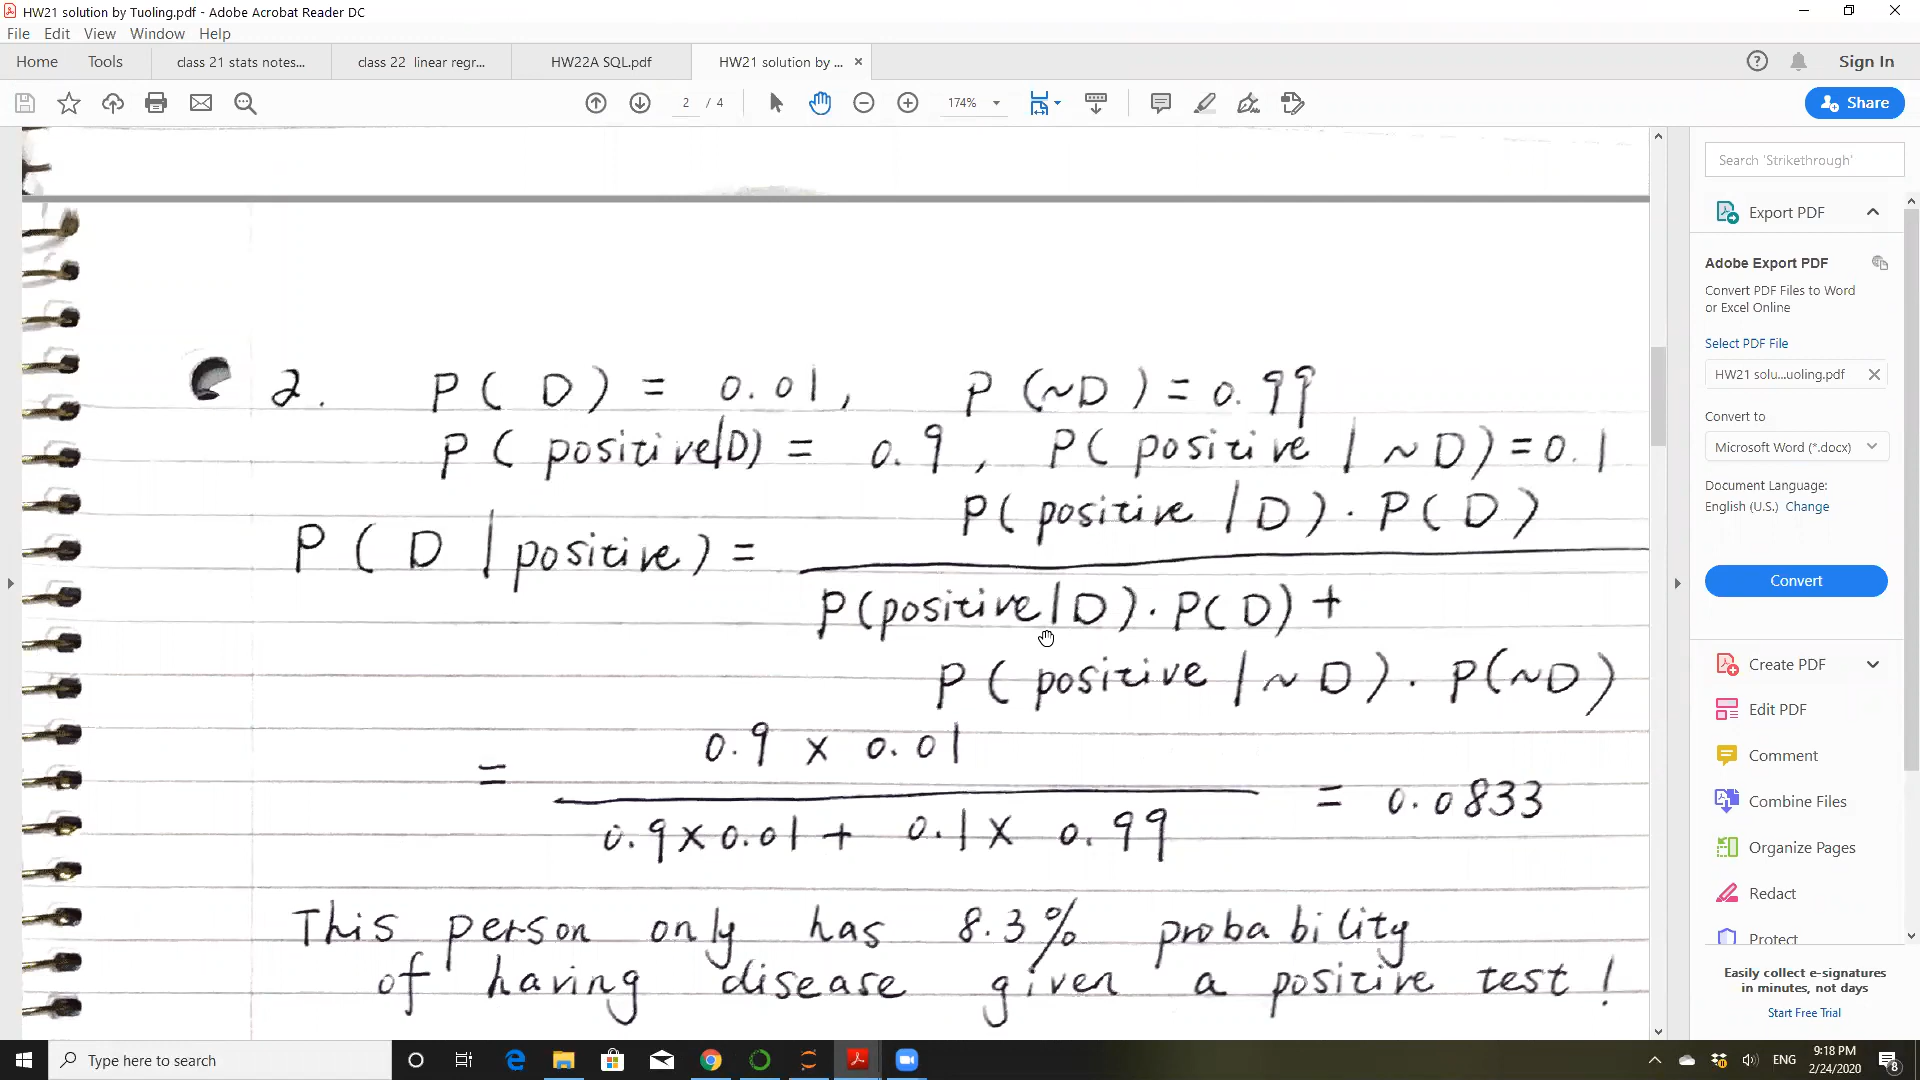 HW21 solution by Tuoling.pdf - Adobe Acrobat Reader DC
File Edit View Window Help
Home Tools class 21 stats notes... class 22 linear regr... HW22A SQL.pdf HW21 solution by ... × Sign In
2 / 4 174% Share
Search 'Strikethrough'
Export PDF
Adobe Export PDF
Convert PDF Files to Word
or Excel Online
Select PDF File
HW21 solu...uoling.pdf
Convert to
Microsoft Word (*.docx)
Document Language:
English (U.S.) Change
Convert
Create PDF
Edit PDF
Comment
Combine Files
Organize Pages
Redact
Protect
Easily collect e-signatures
in minutes, not days
Start Free Trial
2. P ( D ) = 0.01, P (~D ) = 0.99
P ( positive|D) = 0.9, P( positive | ~ D) = 0.1
P( positive | D) · P( D )
P ( D | positive) =
P(positive|D) · P(D) +
P ( positive | ~ D ) · P(~D)
0.9 x 0.01
=
= 0.0833
0.9 x 0.01 + 0.1 x 0.99
This person only has 8.3% probability
of having disease given a positive test !
Type here to search
ENG
9:18 PM
2/24/2020
8